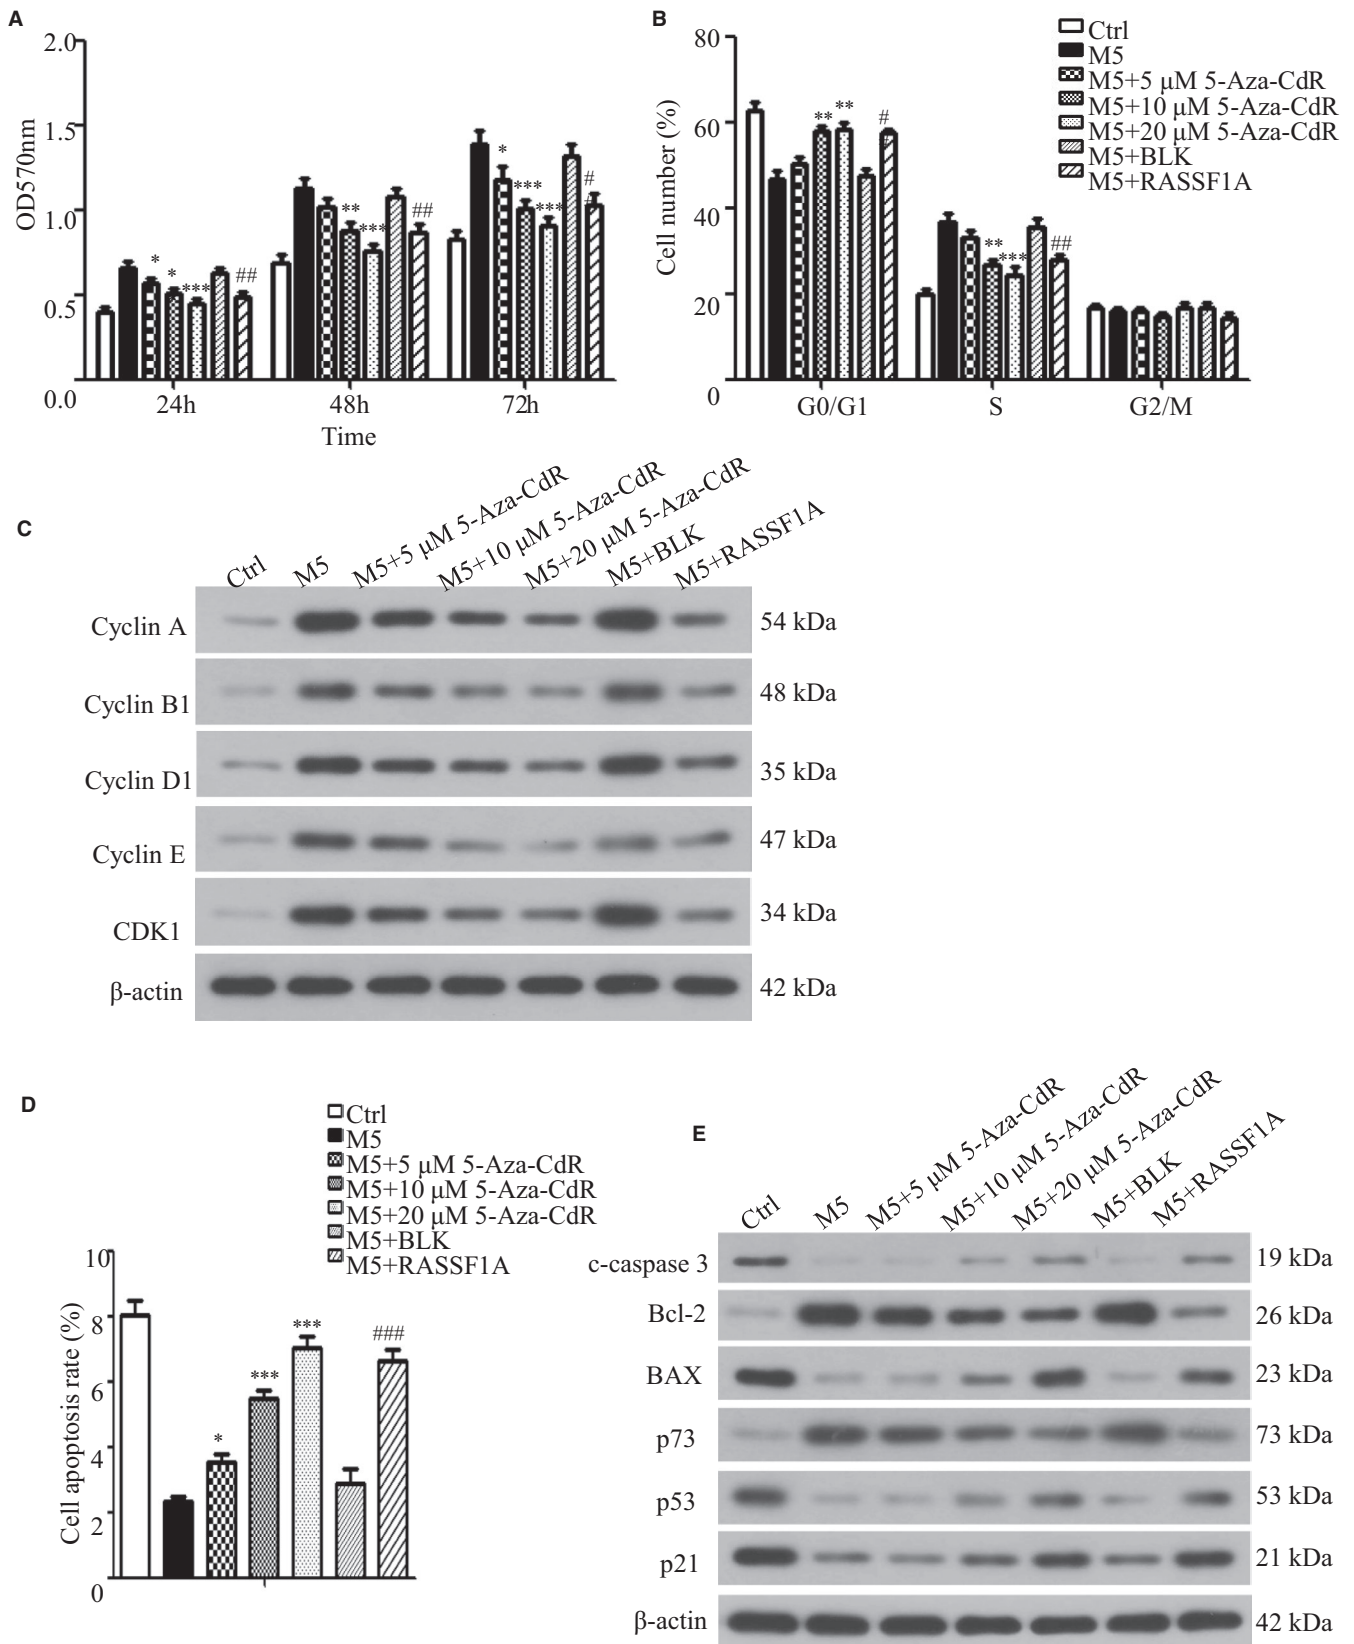 A
2.0
1.5
1.0
0.5
0.0
OD570nm
* * *** ##
** *** ##
* *** *** #
24h 48h 72h
Time
B
80
60
40
20
0
Cell number (%)
** ** #
** *** ##
G0/G1 S G2/M
Ctrl
M5
M5+5 μM 5-Aza-CdR
M5+10 μM 5-Aza-CdR
M5+20 μM 5-Aza-CdR
M5+BLK
M5+RASSF1A
C
Ctrl M5 M5+5 μM 5-Aza-CdR M5+10 μM 5-Aza-CdR M5+20 μM 5-Aza-CdR M5+BLK M5+RASSF1A
Cyclin A 54 kDa
Cyclin B1 48 kDa
Cyclin D1 35 kDa
Cyclin E 47 kDa
CDK1 34 kDa
β-actin 42 kDa
D
Ctrl
M5
M5+5 μM 5-Aza-CdR
M5+10 μM 5-Aza-CdR
M5+20 μM 5-Aza-CdR
M5+BLK
M5+RASSF1A
10
8
6
4
2
0
Cell apoptosis rate (%)
* *** *** ###
E
Ctrl M5 M5+5 μM 5-Aza-CdR M5+10 μM 5-Aza-CdR M5+20 μM 5-Aza-CdR M5+BLK M5+RASSF1A
c-caspase 3 19 kDa
Bcl-2 26 kDa
BAX 23 kDa
p73 73 kDa
p53 53 kDa
p21 21 kDa
β-actin 42 kDa